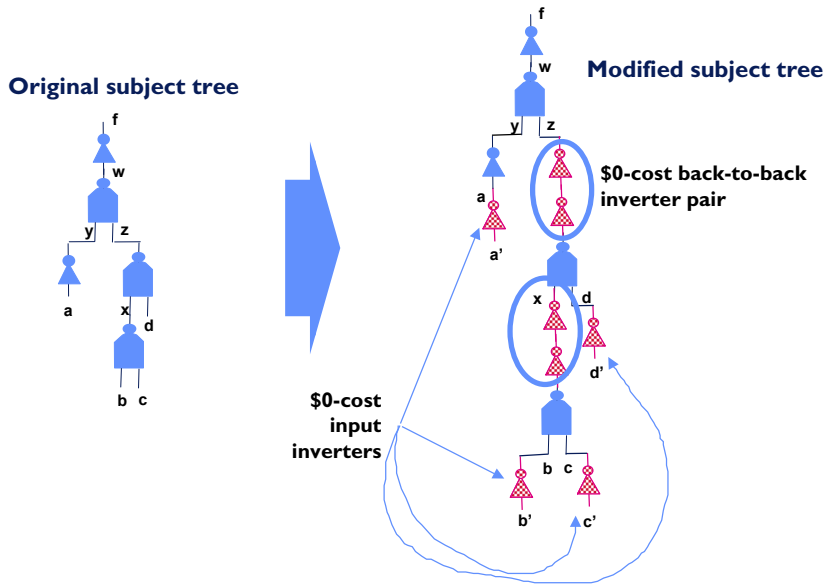 Original subject tree
f
w
y z
a
x d
b c
Modified subject tree
f
w
y z
$0-cost back-to-back
inverter pair
a
a’
x d
d’
$0-cost
input
inverters
b c
b’ c’